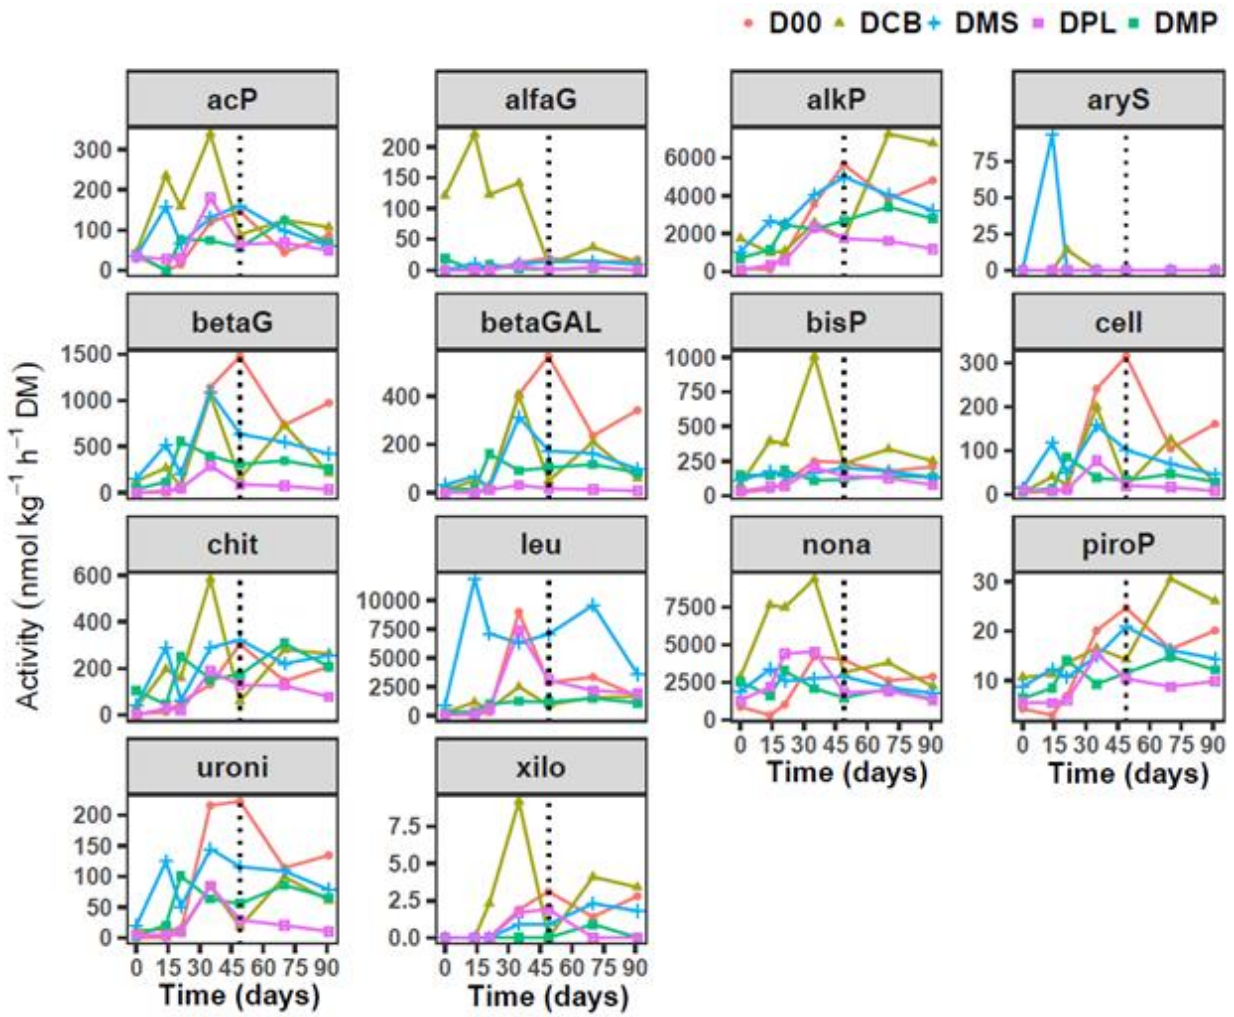 D00 DCB DMS DPL DMP
acP alfaG alkP aryS
300 200 100 0
200 150 100 50 0
6000 4000 2000 0
75 50 25 0
betaG betaGAL bisP cell
1500 1000 500 0
400 200 0
1000 750 500 250 0
300 200 100 0
Activity (nmol kg⁻¹ h⁻¹ DM)
chit leu nona piroP
600 400 200 0
10000 7500 5000 2500 0
7500 5000 2500 0
30 20 10
0 15 30 45 60 75 90
0 15 30 45 60 75 90
Time (days) Time (days)
uroni xilo
200 150 100 50 0
7.5 5.0 2.5 0.0
0 15 30 45 60 75 90
0 15 30 45 60 75 90
Time (days) Time (days)